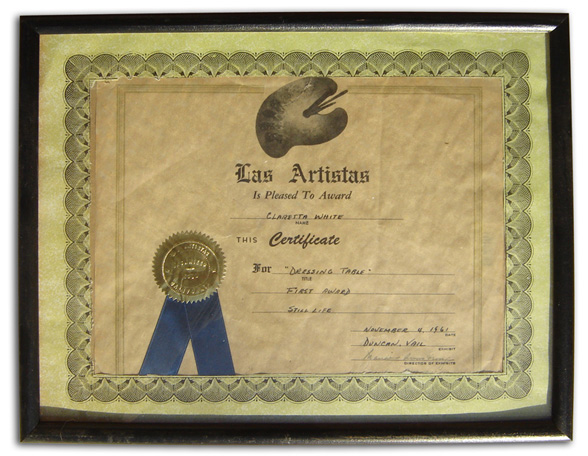 Las Artistas
Is Pleased To Award
Claretta White
NAME
THIS Certificate
For "Dressing Table"
TITLE
First Award
Still Life
November 4, 1961
DATE
Duncan, Vail
EXHIBIT
DIRECTOR OF EXHIBITS